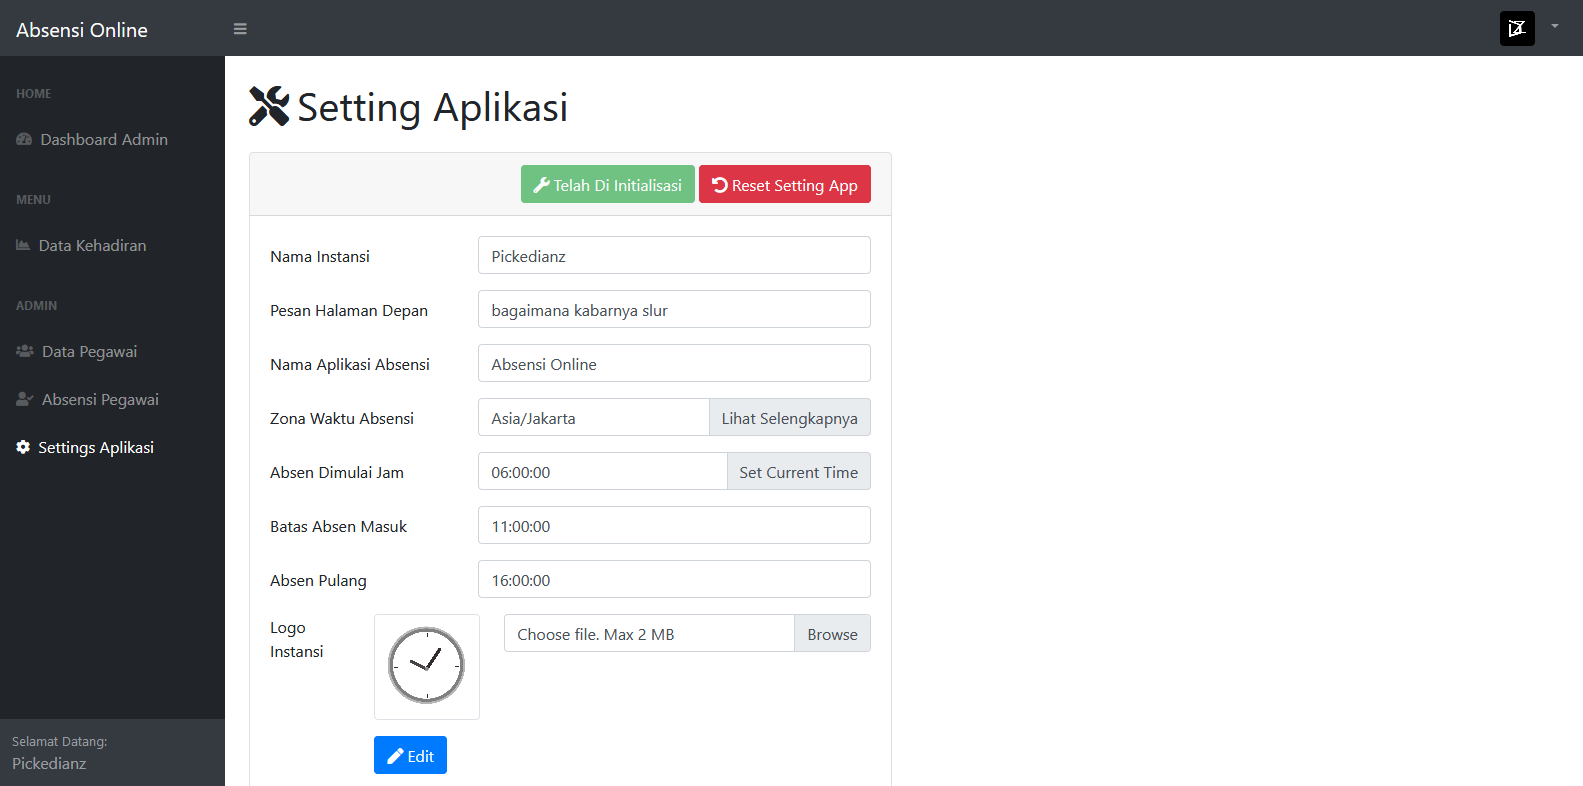 Absensi Online
HOME
Dashboard Admin
MENU
Data Kehadiran
ADMIN
Data Pegawai
Absensi Pegawai
Settings Aplikasi
Selamat Datang:
Pickedianz
Setting Aplikasi
Telah Di Initialisasi
Reset Setting App
Nama Instansi
Pickedianz
Pesan Halaman Depan
bagaimana kabarnya slur
Nama Aplikasi Absensi
Absensi Online
Zona Waktu Absensi
Asia/Jakarta
Lihat Selengkapnya
Absen Dimulai Jam
06:00:00
Set Current Time
Batas Absen Masuk
11:00:00
Absen Pulang
16:00:00
Logo
Instansi
Choose file. Max 2 MB
Browse
Edit